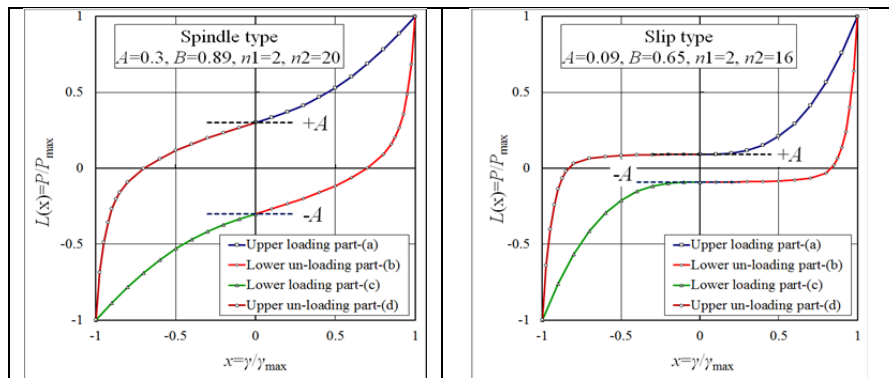 Spindle type
A=0.3, B=0.89, n1=2, n2=20
1
0.5
0
-0.5
-1
+A
-A
Upper loading part-(a)
Lower un-loading part-(b)
Lower loading part-(c)
Upper un-loading part-(d)
-1
-0.5
0
0.5
1
L(x)=P/Pmax
x=γ/γmax
Slip type
A=0.09, B=0.65, n1=2, n2=16
1
0.5
0
-0.5
-1
+A
-A
Upper loading part-(a)
Lower un-loading part-(b)
Lower loading part-(c)
Upper un-loading part-(d)
-1
-0.5
0
0.5
1
L(x)=P/Pmax
x=γ/γmax